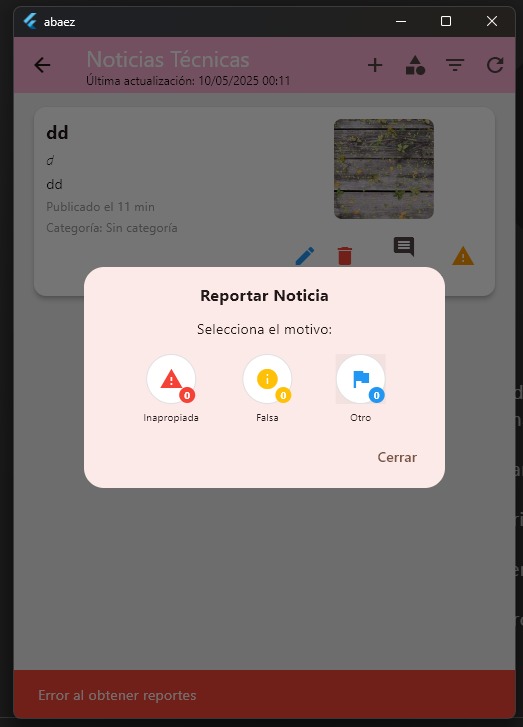 abaez
Noticias Técnicas
Última actualización: 10/05/2025 00:11
dd
d
dd
Publicado el 11 min
Categoría: Sin categoría
Reportar Noticia
Selecciona el motivo:
0 0 0
Inapropiada Falsa Otro
Cerrar
Error al obtener reportes